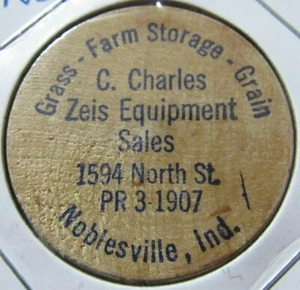 Grass - Farm Storage - Grain
C. Charles
Zeis Equipment
Sales
1594 North St.
PR 3-1907
Noblesville, Ind.